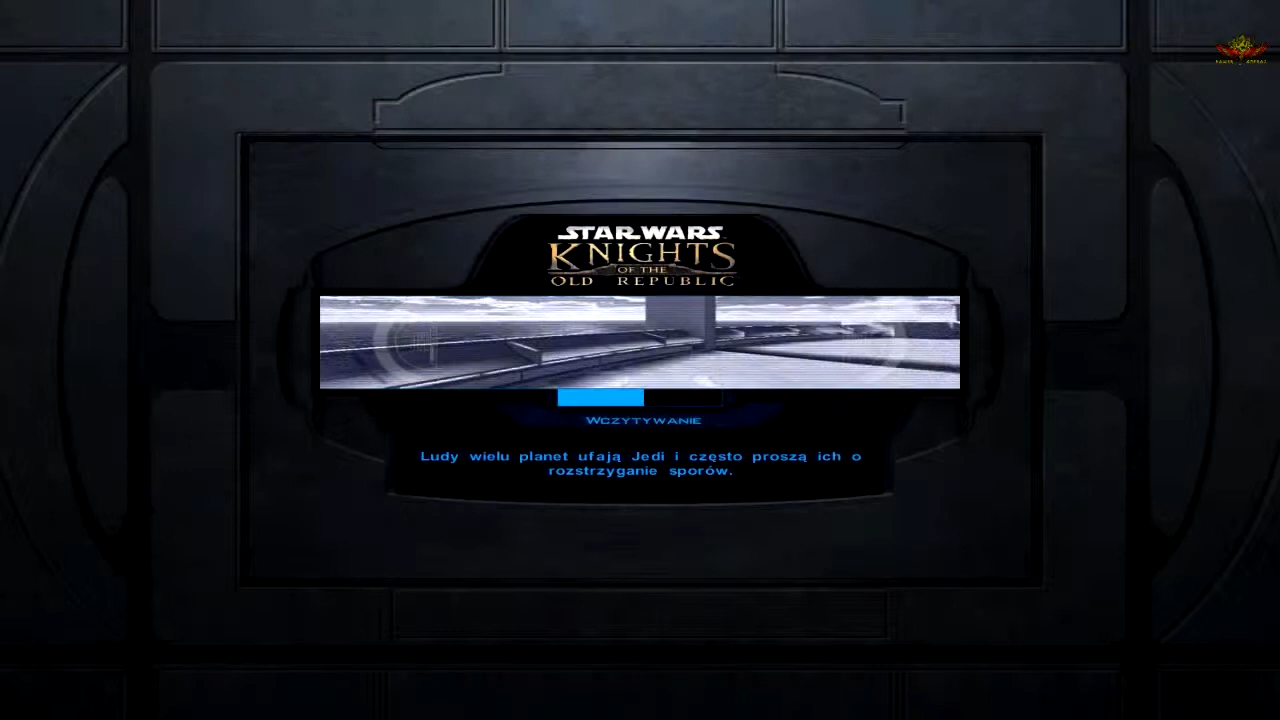 STAR WARS
KNIGHTS
OF THE
OLD REPUBLIC
Wczytywanie
Ludy wielu planet ufają Jedi i często proszą ich o
rozstrzyganie sporów.